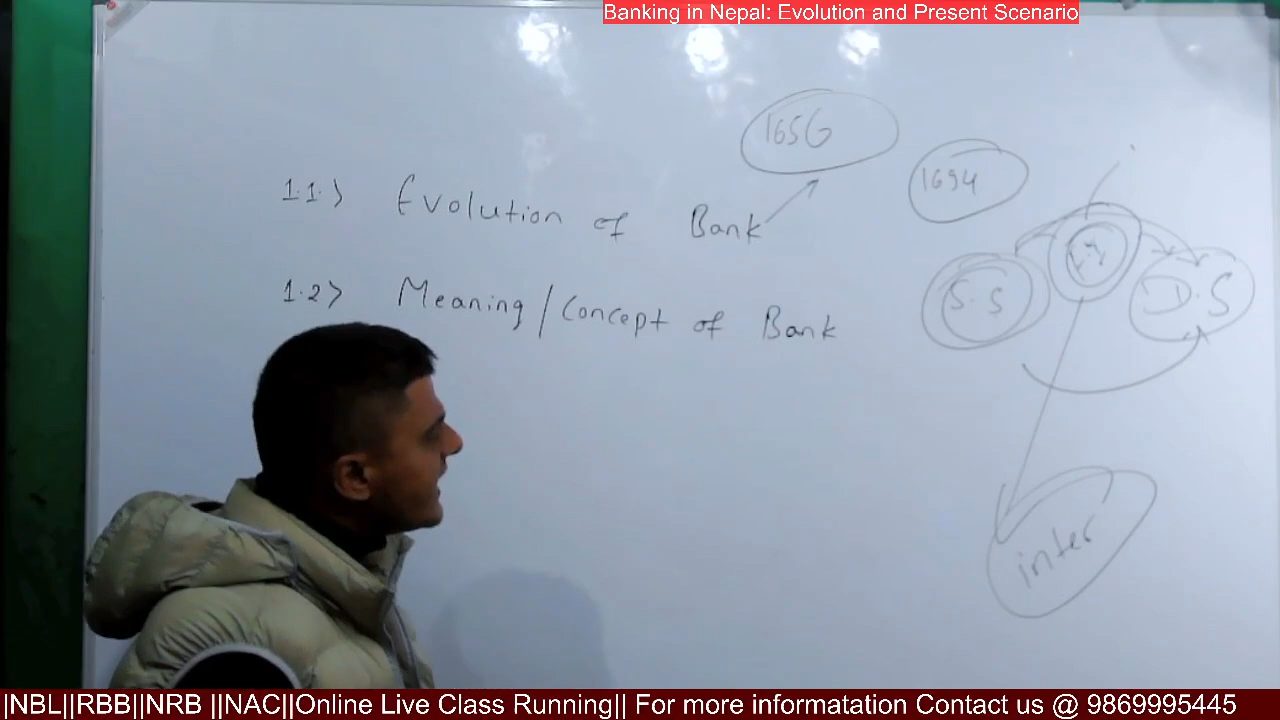 Banking in Nepal: Evolution and Present Scenario
1656
1694
1.1.> Evolution of Bank
S.S
D.S
1.2> Meaning/Concept of Bank
inter
|NBL||RBB||NRB ||NAC||Online Live Class Running|| For more informatation Contact us @ 9869995445